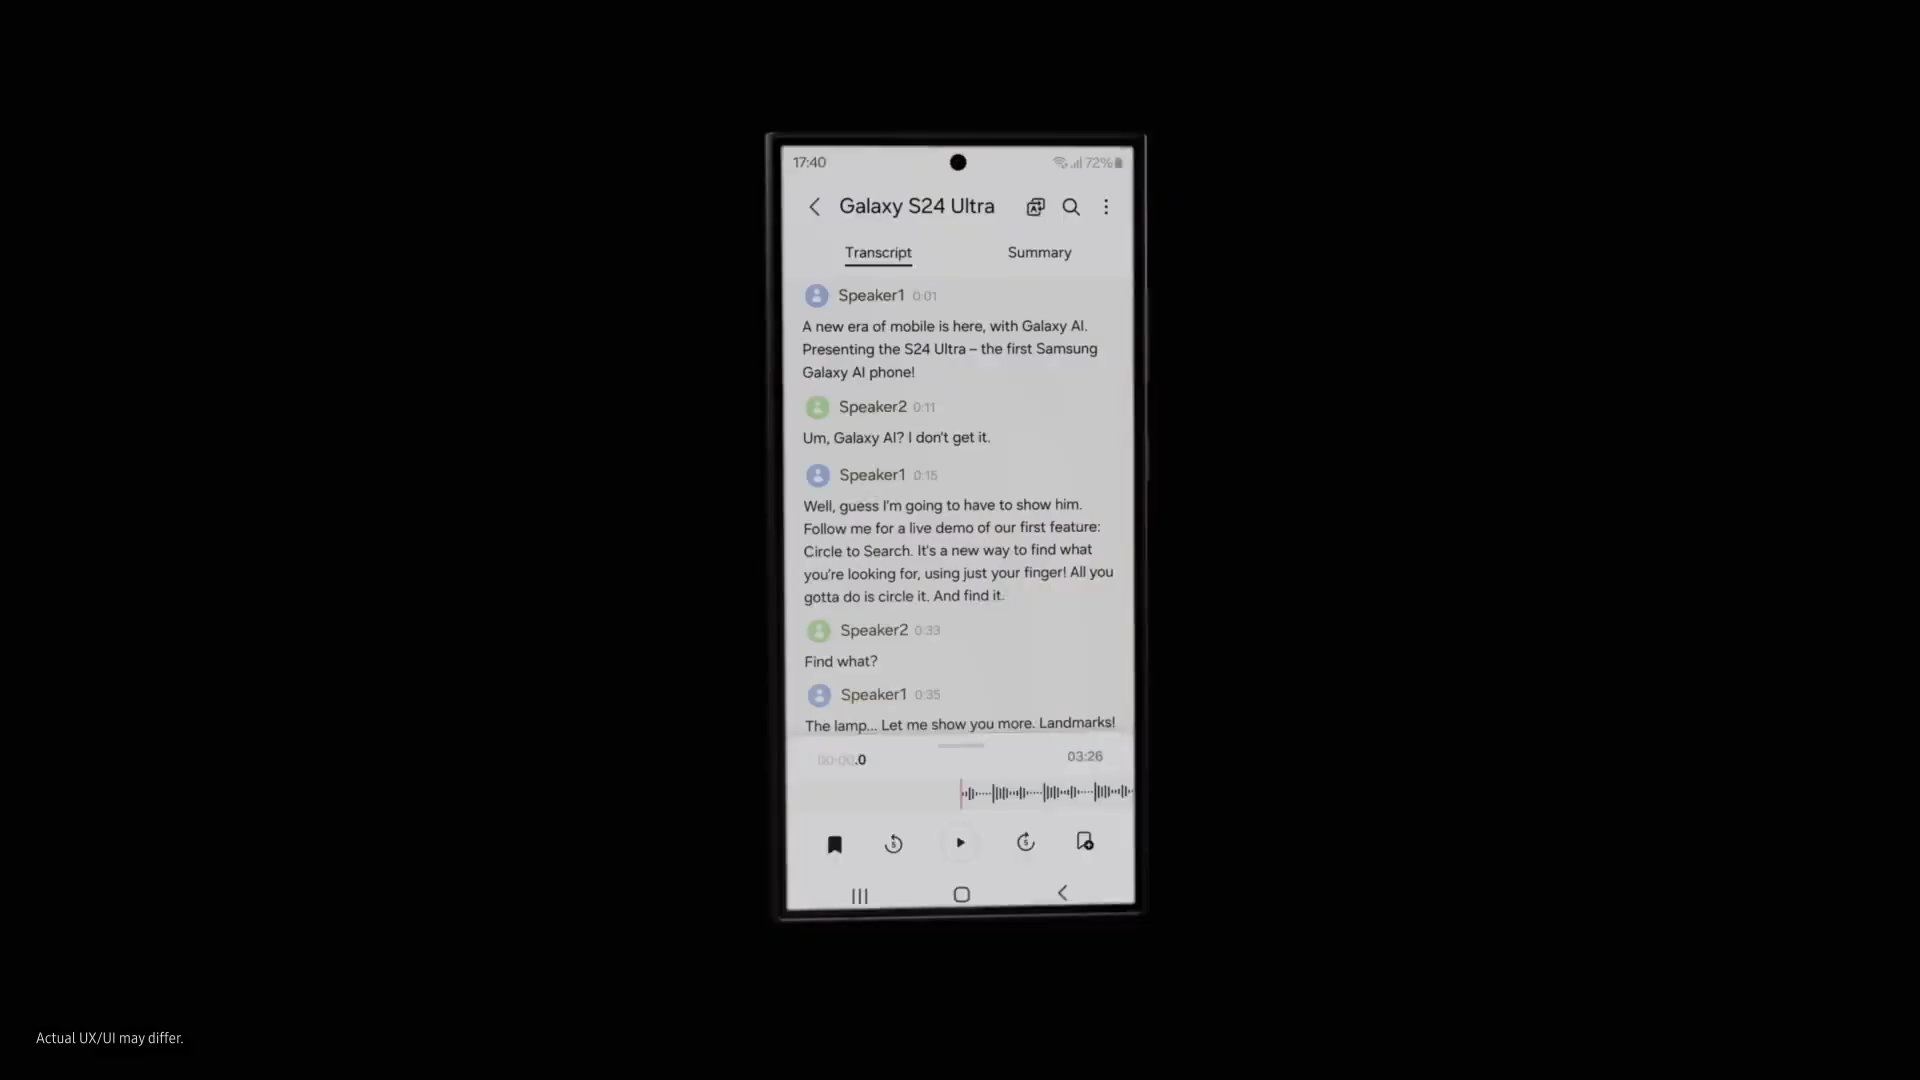 17:40
72%
Galaxy S24 Ultra
Transcript
Summary
Speaker1 0:01
A new era of mobile is here, with Galaxy AI.
Presenting the S24 Ultra – the first Samsung
Galaxy AI phone!
Speaker2 0:11
Um, Galaxy AI? I don't get it.
Speaker1 0:15
Well, guess I'm going to have to show him.
Follow me for a live demo of our first feature:
Circle to Search. It's a new way to find what
you're looking for, using just your finger! All you
gotta do is circle it. And find it.
Speaker2 0:33
Find what?
Speaker1 0:35
The lamp... Let me show you more. Landmarks!
00:00.0
03:26
5
5
Actual UX/UI may differ.